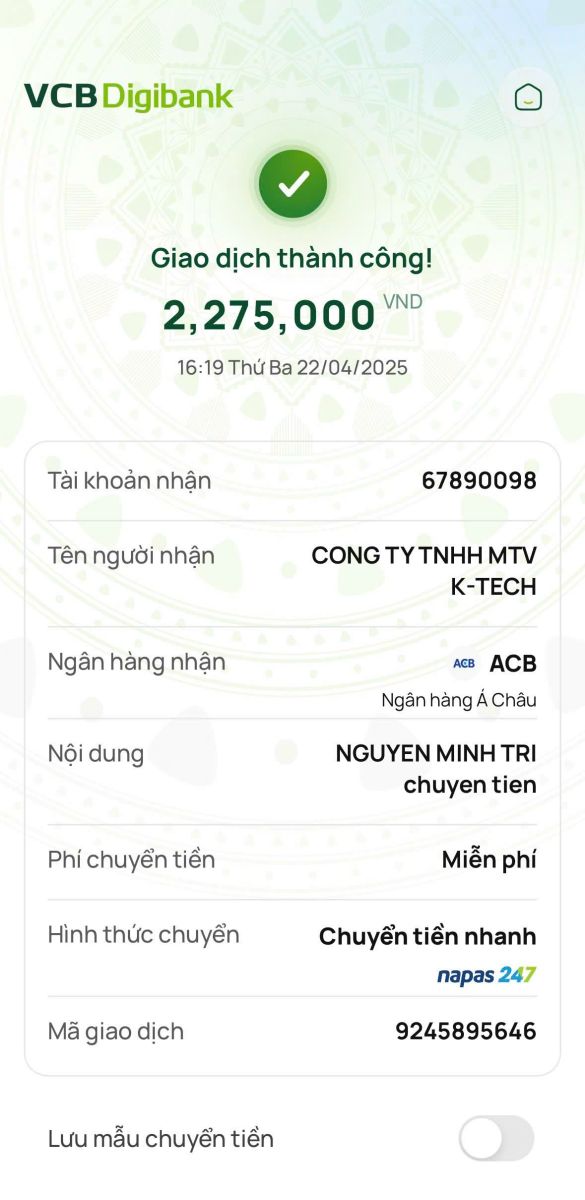 VCB Digibank
Giao dịch thành công!
2,275,000 VND
16:19 Thứ Ba 22/04/2025
Tài khoản nhận 67890098
Tên người nhận CONG TY TNHH MTV
K-TECH
Ngân hàng nhận ACB ACB
Ngân hàng Á Châu
Nội dung NGUYEN MINH TRI
chuyen tien
Phí chuyển tiền Miễn phí
Hình thức chuyển Chuyển tiền nhanh
napas 247
Mã giao dịch 9245895646
Lưu mẫu chuyển tiền